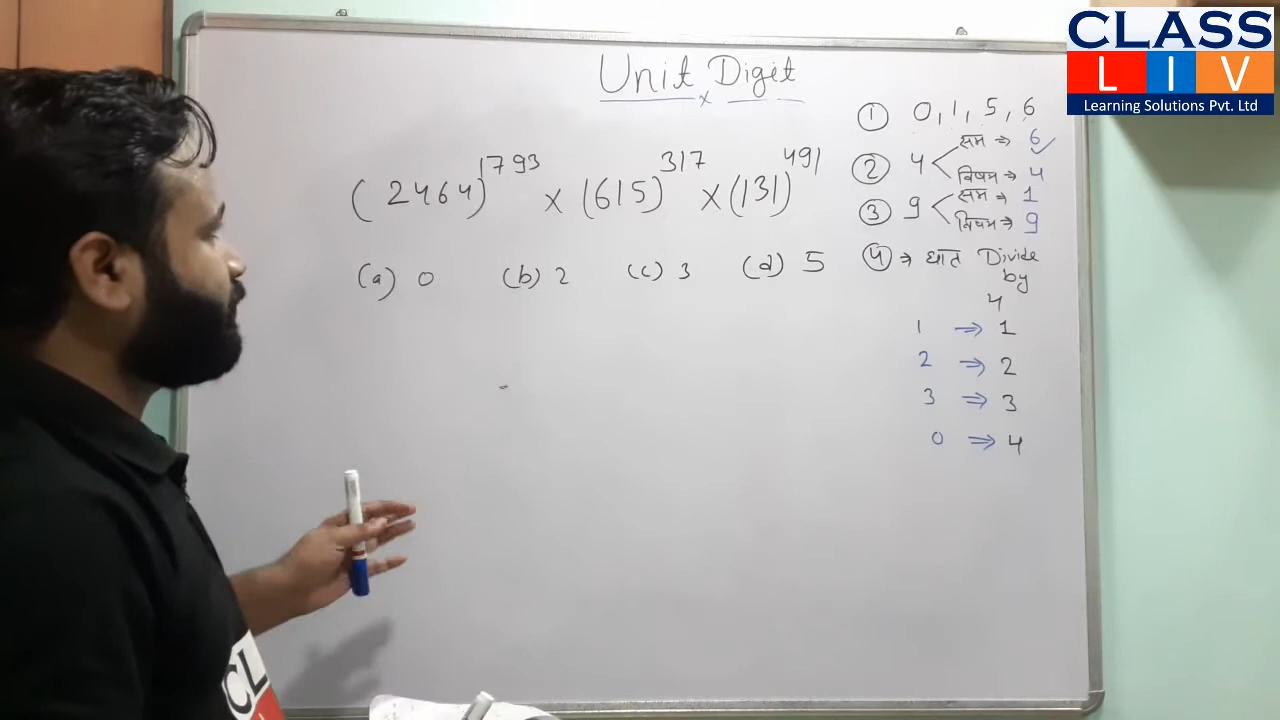 CLASS
LIV
Learning Solutions Pvt. Ltd
Unit Digit
(2464)^1793 × (615)^317 × (131)^491
(a) 0 (b) 2 (c) 3 (d) 5
① 0, 1, 5, 6
② 4 सम ⇒ 6 ✓
विषम → 4
③ 9 सम → 1
विषम → 9
④ → घात Divide
by
4
1 ⇒ 1
2 ⇒ 2
3 ⇒ 3
0 ⇒ 4
CL